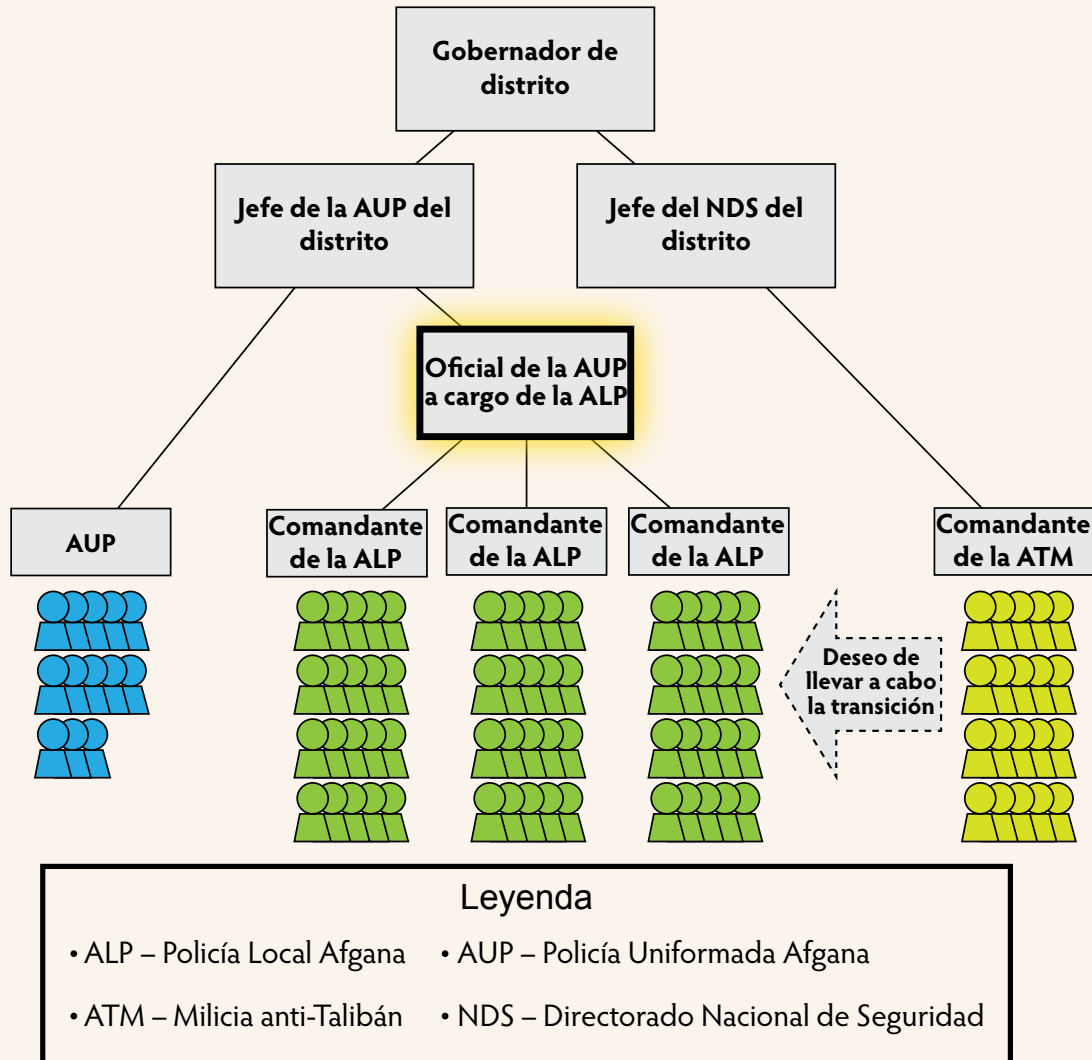 Gobernador de
distrito
Jefe de la AUP del
distrito
Jefe del NDS del
distrito
Oficial de la AUP
a cargo de la ALP
AUP
Comandante
de la ALP
Comandante
de la ALP
Comandante
de la ALP
Comandante
de la ATM
Deseo de
llevar a cabo
la transición
Leyenda
• ALP – Policía Local Afgana
• AUP – Policía Uniformada Afgana
• ATM – Milicia anti-Talibán
• NDS – Directorado Nacional de Seguridad